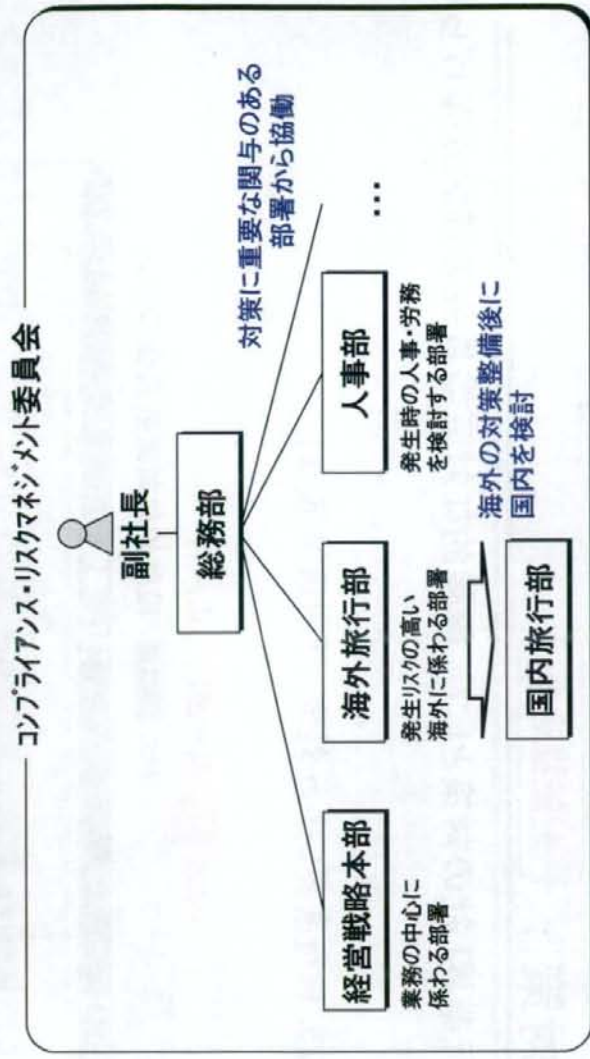 コンプライアンス・リスクマネジメント委員会
副社長
総務部
対策に重要な関与のある
部署から協働
経営戦略本部
業務の中心に
係わる部署
海外旅行部
発生リスクの高い
海外に係わる部署
人事部
発生時の人事・労務
を検討する部署
…
海外の対策整備後に
国内を検討
国内旅行部